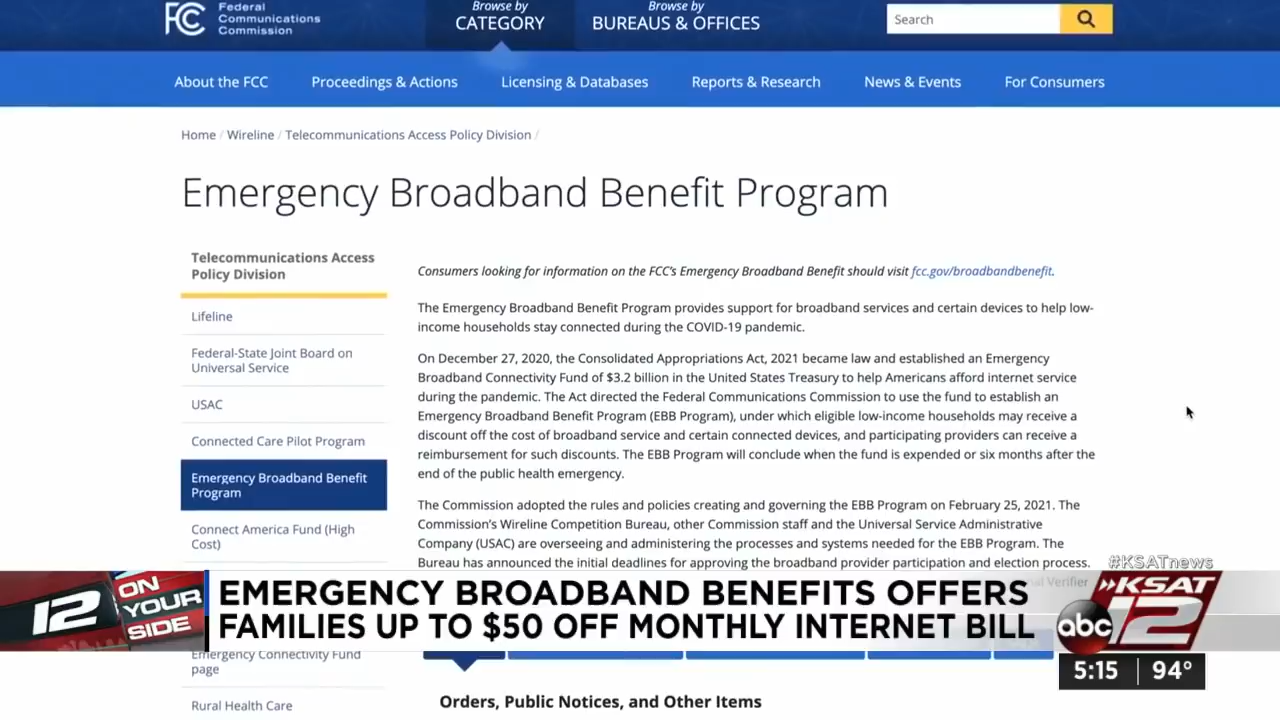 FCC
Federal
Communications
Commission
Browse by
CATEGORY
Browse by
BUREAUS & OFFICES
Search
About the FCC
Proceedings & Actions
Licensing & Databases
Reports & Research
News & Events
For Consumers
Home / Wireline / Telecommunications Access Policy Division /
Emergency Broadband Benefit Program
Telecommunications Access
Policy Division
Lifeline
Federal-State Joint Board on
Universal Service
USAC
Connected Care Pilot Program
Emergency Broadband Benefit
Program
Connect America Fund (High
Cost)
Emergency Connectivity Fund
page
Rural Health Care
Consumers looking for information on the FCC's Emergency Broadband Benefit should visit fcc.gov/broadbandbenefit.
The Emergency Broadband Benefit Program provides support for broadband services and certain devices to help low-
income households stay connected during the COVID-19 pandemic.
On December 27, 2020, the Consolidated Appropriations Act, 2021 became law and established an Emergency
Broadband Connectivity Fund of $3.2 billion in the United States Treasury to help Americans afford internet service
during the pandemic. The Act directed the Federal Communications Commission to use the fund to establish an
Emergency Broadband Benefit Program (EBB Program), under which eligible low-income households may receive a
discount off the cost of broadband service and certain connected devices, and participating providers can receive a
reimbursement for such discounts. The EBB Program will conclude when the fund is expended or six months after the
end of the public health emergency.
The Commission adopted the rules and policies creating and governing the EBB Program on February 25, 2021. The
Commission's Wireline Competition Bureau, other Commission staff and the Universal Service Administrative
Company (USAC) are overseeing and administering the processes and systems needed for the EBB Program. The
Bureau has announced the initial deadlines for approving the broadband provider participation and election process.
Verifier
Orders, Public Notices, and Other Items
12 ON
YOUR
SIDE
EMERGENCY BROADBAND BENEFITS OFFERS
FAMILIES UP TO $50 OFF MONTHLY INTERNET BILL
#KSATnews
KSAT
abc 12
5:15 94°